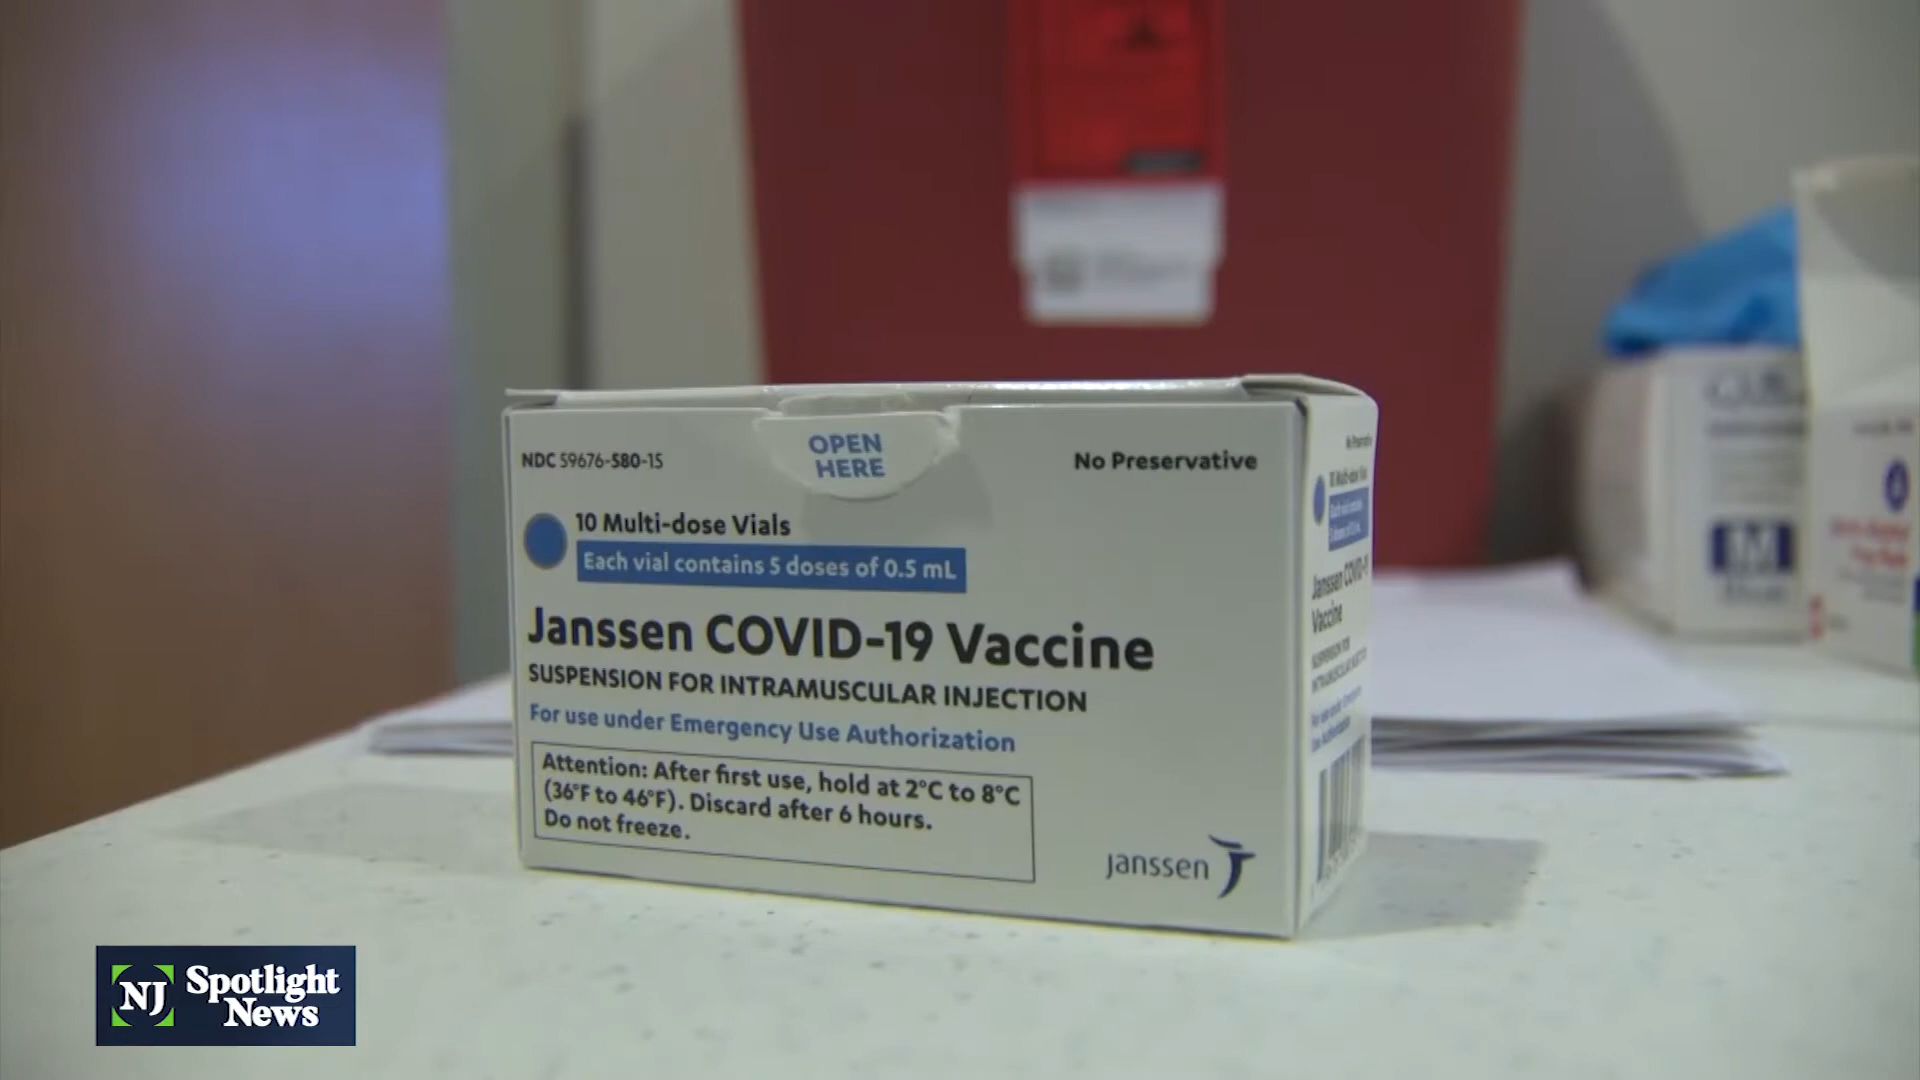 OPEN
HERE
NDC 59676-580-15
No Preservative
10 Multi-dose Vials
Each vial contains 5 doses of 0.5 mL
Janssen COVID-19 Vaccine
SUSPENSION FOR INTRAMUSCULAR INJECTION
For use under Emergency Use Authorization
Attention: After first use, hold at 2°C to 8°C
(36°F to 46°F). Discard after 6 hours.
Do not freeze.
janssen
Janssen COVID-1
Vaccine
M
NJ Spotlight
News